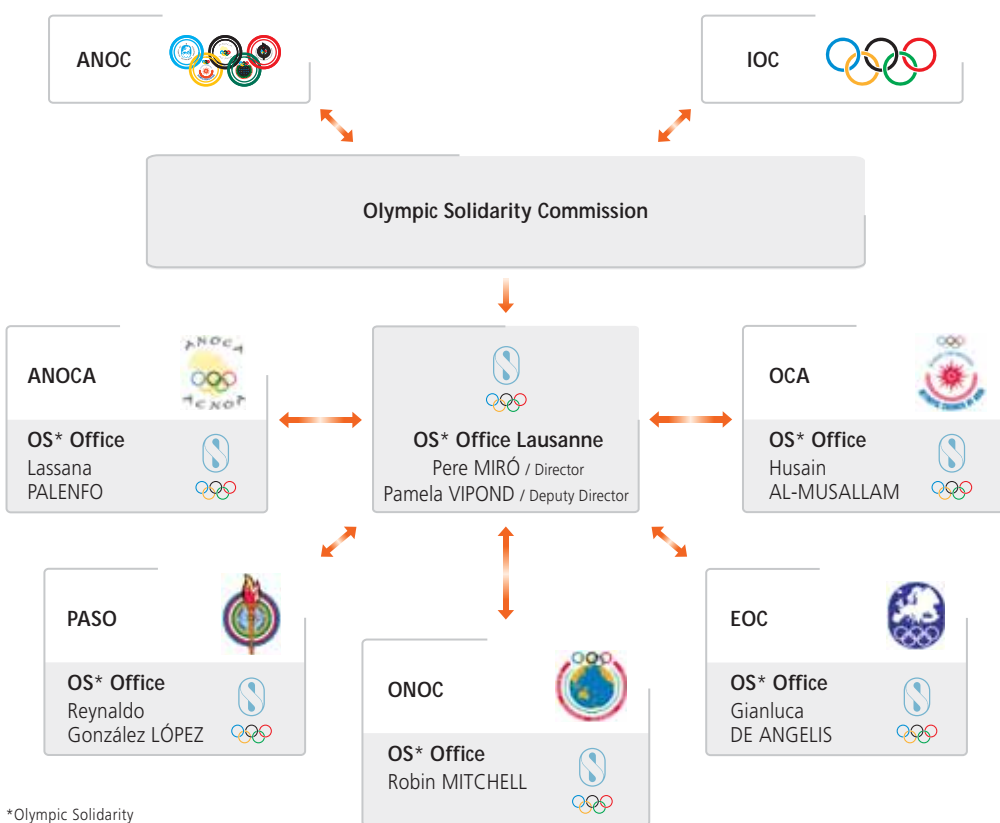 ANOC
IOC
Olympic Solidarity Commission
ANOCA
ANOCA
ACNOA
OS* Office
Lassana
PALENFO
OS* Office Lausanne
Pere MIRÓ / Director
Pamela VIPOND / Deputy Director
OCA
OS* Office
Husain
AL-MUSALLAM
PASO
OS* Office
Reynaldo
González LÓPEZ
ONOC
OS* Office
Robin MITCHELL
EOC
OS* Office
Gianluca
DE ANGELIS
*Olympic Solidarity